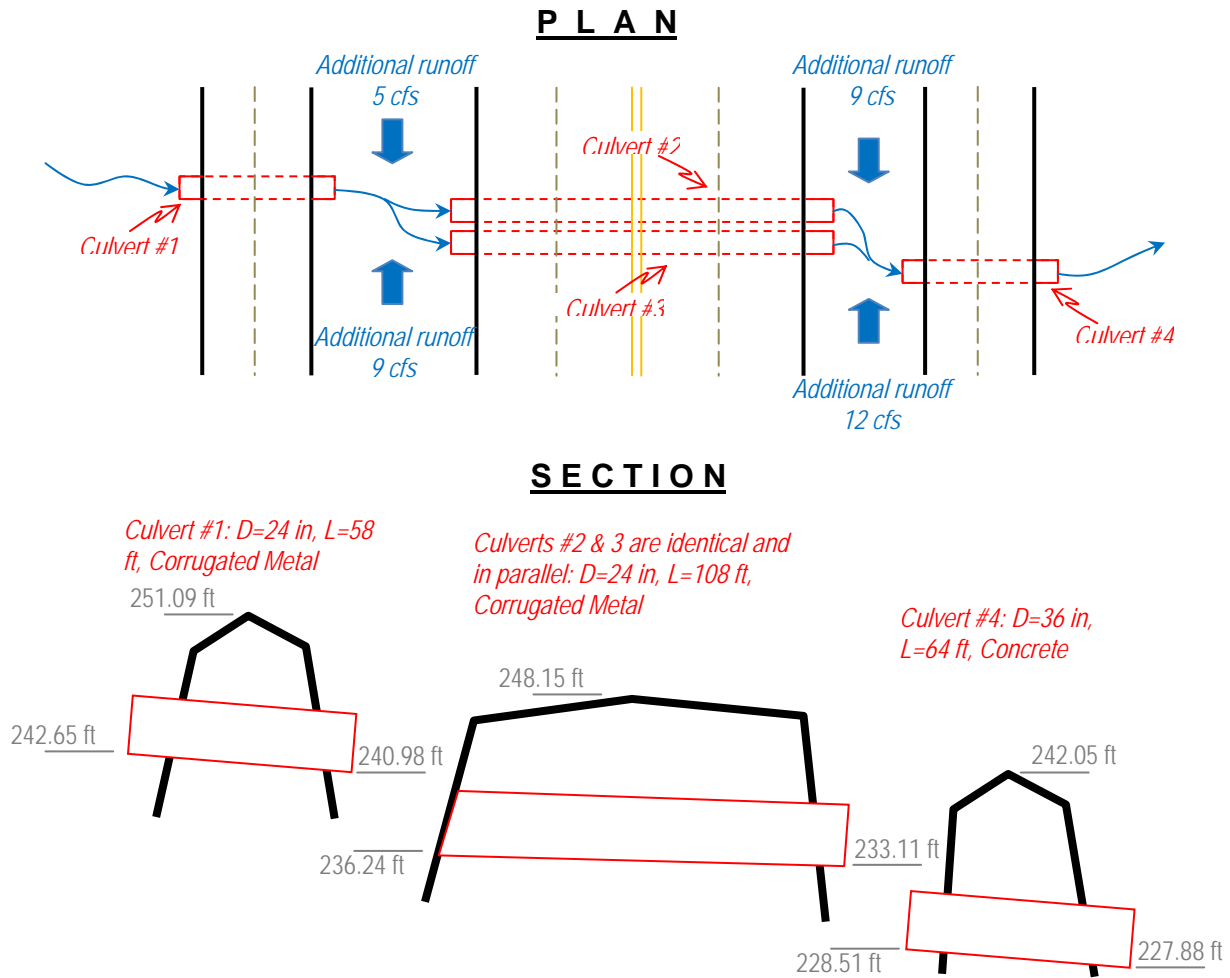 P L A N
Additional runoff
5 cfs
Additional runoff
9 cfs
Culvert #2
Culvert #1
Culvert #3
Additional runoff
9 cfs
Culvert #4
Additional runoff
12 cfs
S E C T I O N
Culvert #1: D=24 in, L=58
ft, Corrugated Metal
Culverts #2 & 3 are identical and
in parallel: D=24 in, L=108 ft,
Corrugated Metal
Culvert #4: D=36 in,
L=64 ft, Concrete
251.09 ft
248.15 ft
242.65 ft
240.98 ft
242.05 ft
236.24 ft
233.11 ft
228.51 ft
227.88 ft